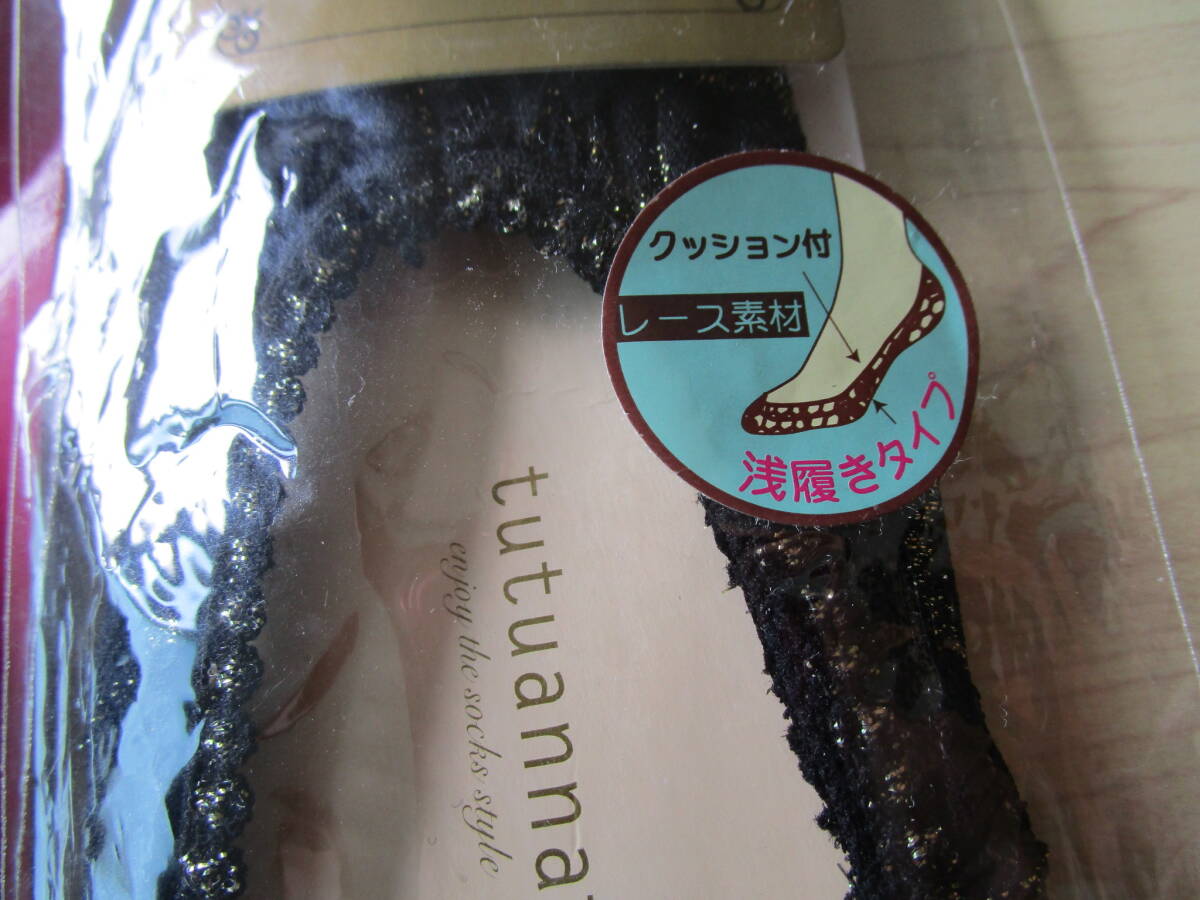 クッション付
レース素材
浅履きタイプ
tutuanna
enjoy the socks style